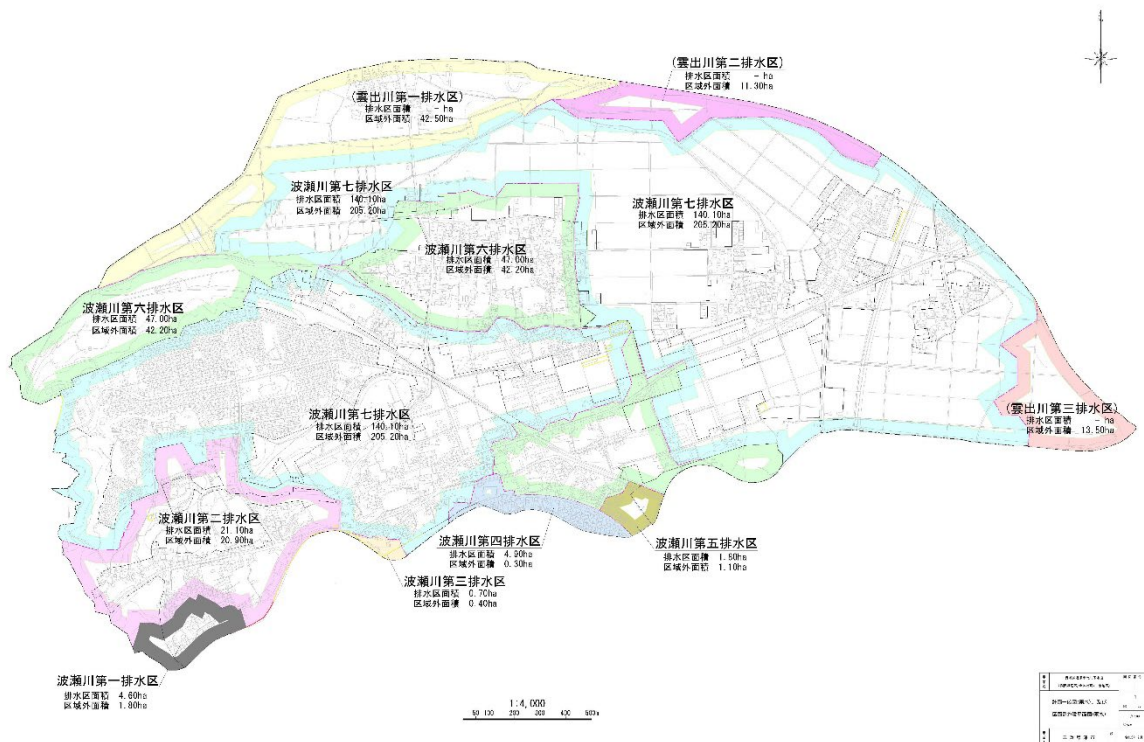 (雲出川第二排水区)
排水区面積 - ha
区域外面積 11.30ha
(雲出川第一排水区)
排水区面積 - ha
区域外面積 42.50ha
波瀬川第七排水区
排水区面積 140.10ha
区域外面積 205.20ha
波瀬川第七排水区
排水区面積 140.10ha
区域外面積 205.20ha
波瀬川第六排水区
排水区面積 47.00ha
区域外面積 42.20ha
波瀬川第六排水区
排水区面積 47.00ha
区域外面積 42.20ha
波瀬川第七排水区
排水区面積 140.10ha
区域外面積 205.20ha
(雲出川第三排水区)
排水区面積 - ha
区域外面積 13.50ha
波瀬川第二排水区
排水区面積 21.10ha
区域外面積 20.90ha
波瀬川第四排水区
排水区面積 4.90ha
区域外面積 0.30ha
波瀬川第五排水区
排水区面積 1.80ha
区域外面積 1.10ha
波瀬川第三排水区
排水区面積 0.70ha
区域外面積 0.40ha
波瀬川第一排水区
排水区面積 4.60ha
区域外面積 1.80ha
1:4,000
50 100 200 300 400 500m